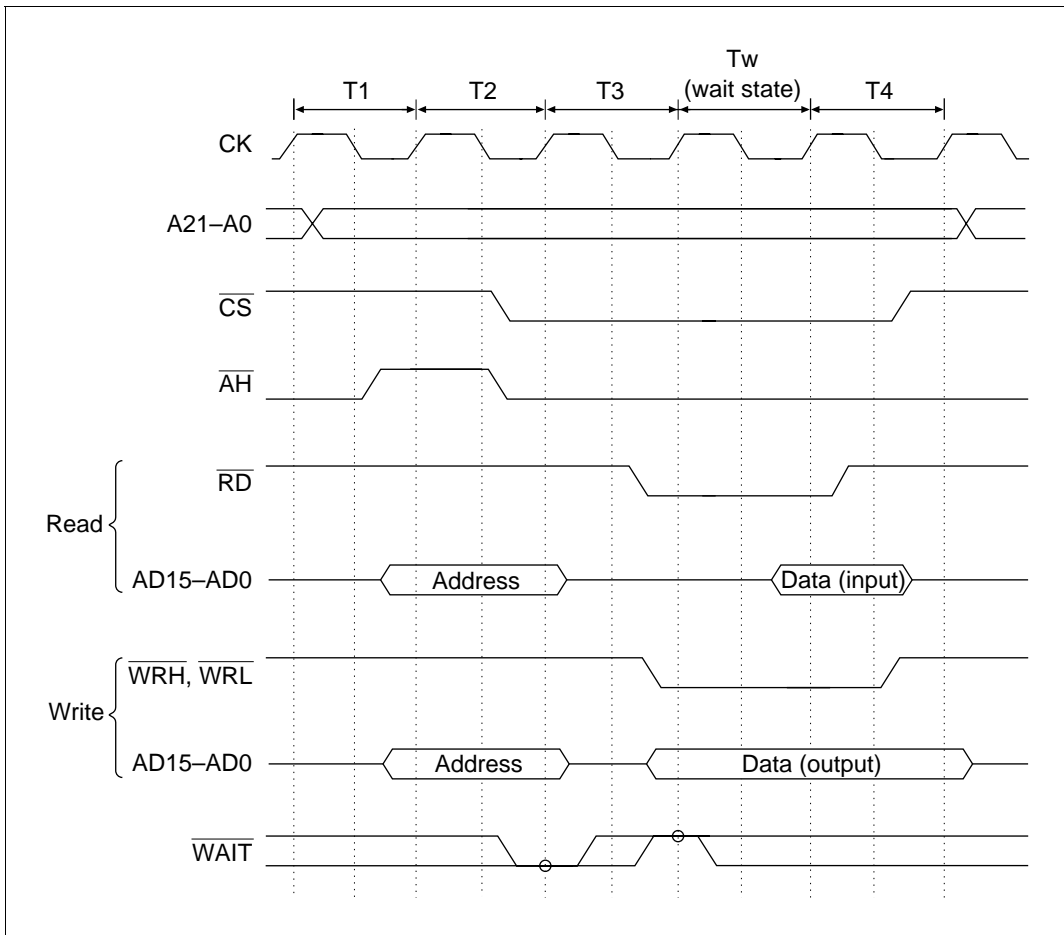 Tw
T1 T2 T3 (wait state) T4
CK
A21–A0
CS
AH
RD
Read
AD15–AD0 Address Data (input)
WRH, WRL
Write
AD15–AD0 Address Data (output)
WAIT